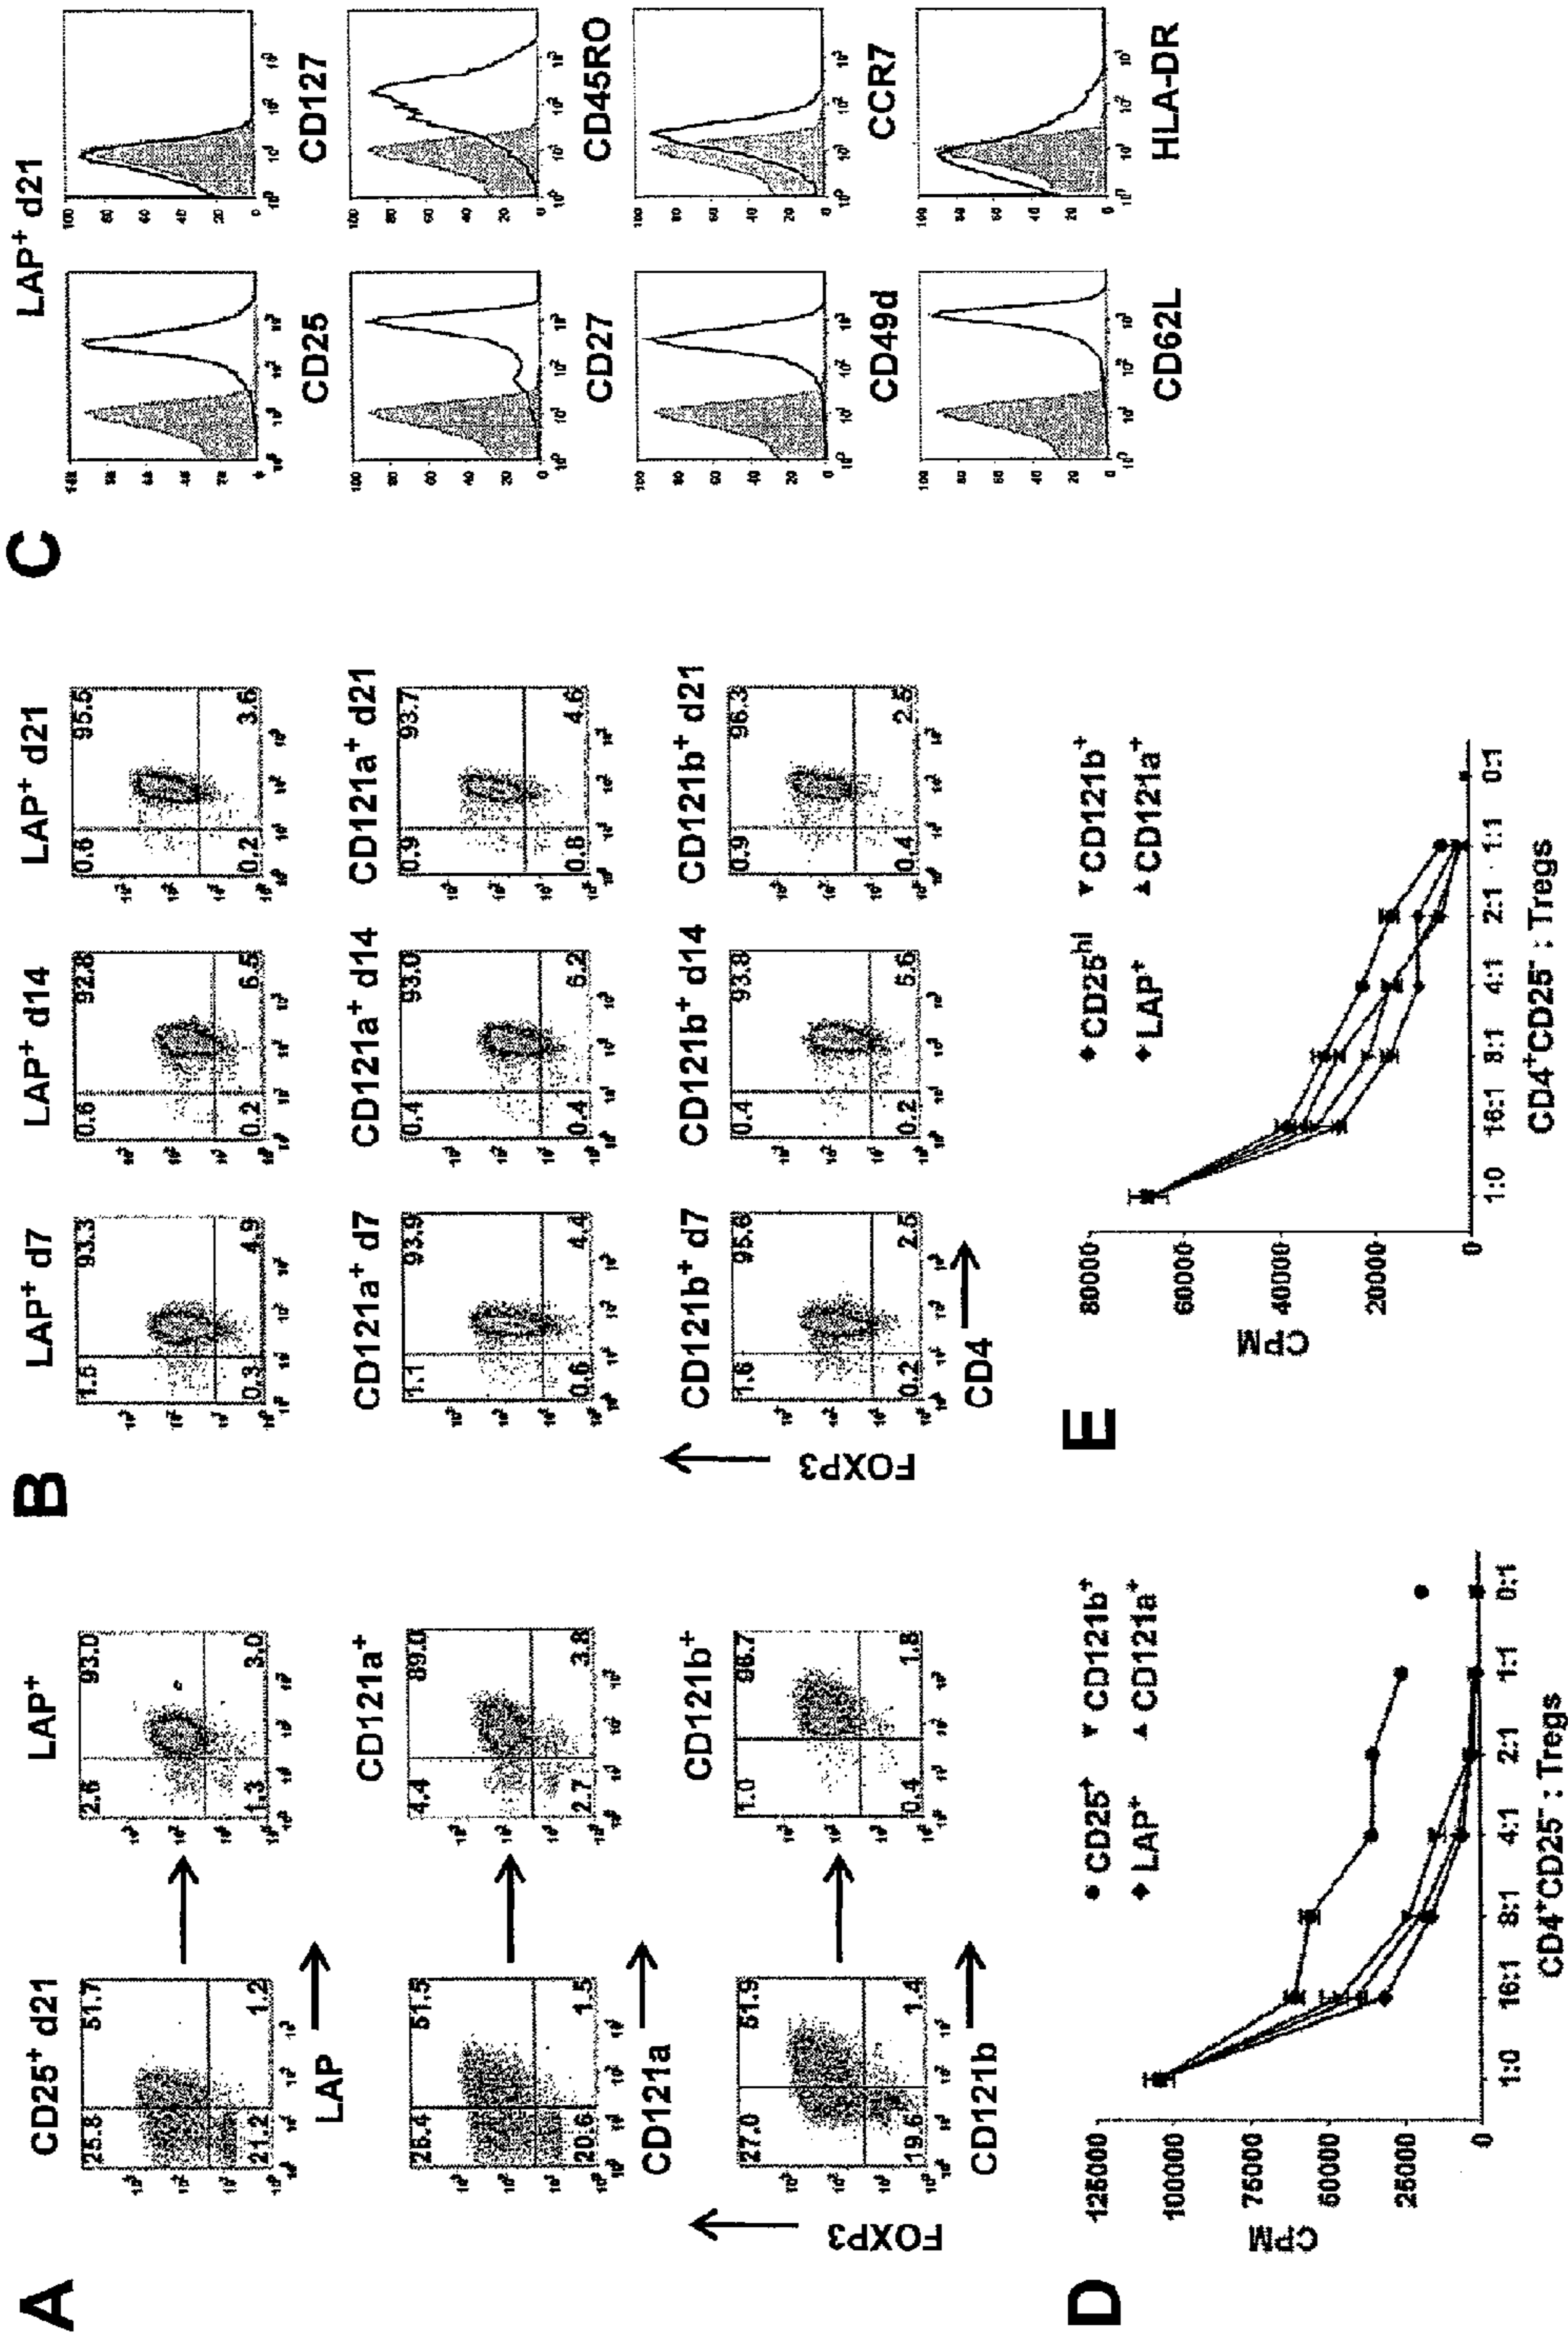 A
CD25⁺ d21
25.8 51.7
21.2 1.2
LAP
LAP⁺
2.6 93.0
1.3 3.0
51.5
20.6 1.5
CD121a
CD121a⁺
4.4 89.0
2.7 3.8
27.0 51.9
19.6 1.4
CD121b
CD121b⁺
1.0
0.4 1.8
FOXP3
B
LAP⁺ d7
1.5 93.3
0.3 4.9
LAP⁺ d14
0.6 92.8
0.2 6.5
LAP⁺ d21
0.6 95.5
0.2 3.6
CD121a⁺ d7
1.1 93.9
0.6 4.4
CD121a⁺ d14
0.4 93.0
0.4 6.2
CD121a⁺ d21
0.9 93.7
0.8 4.6
CD121b⁺ d7
1.6 95.6
0.2 2.5
CD121b⁺ d14
0.4 93.8
0.2 5.6
CD121b⁺ d21
0.9 96.3
0.4 2.5
FOXP3
CD4
C
LAP⁺ d21
CD25
CD127
CD27
CD45RO
CD49d
CCR7
CD62L
HLA-DR
100
80
60
40
20
0
10⁰ 10¹ 10² 10³
D
125000
100000
75000
50000
25000
0
CPM
CD25⁺ CD121b⁺
LAP⁺ CD121a⁺
1:0 16:1 8:1 4:1 2:1 1:1 0:1
CD4⁺CD25⁻ : Tregs
E
80000
60000
40000
20000
0
CPM
CD25ʰⁱ CD121b⁺
LAP⁺ CD121a⁺
1:0 16:1 8:1 4:1 2:1 1:1 0:1
CD4⁺CD25⁻ : Tregs